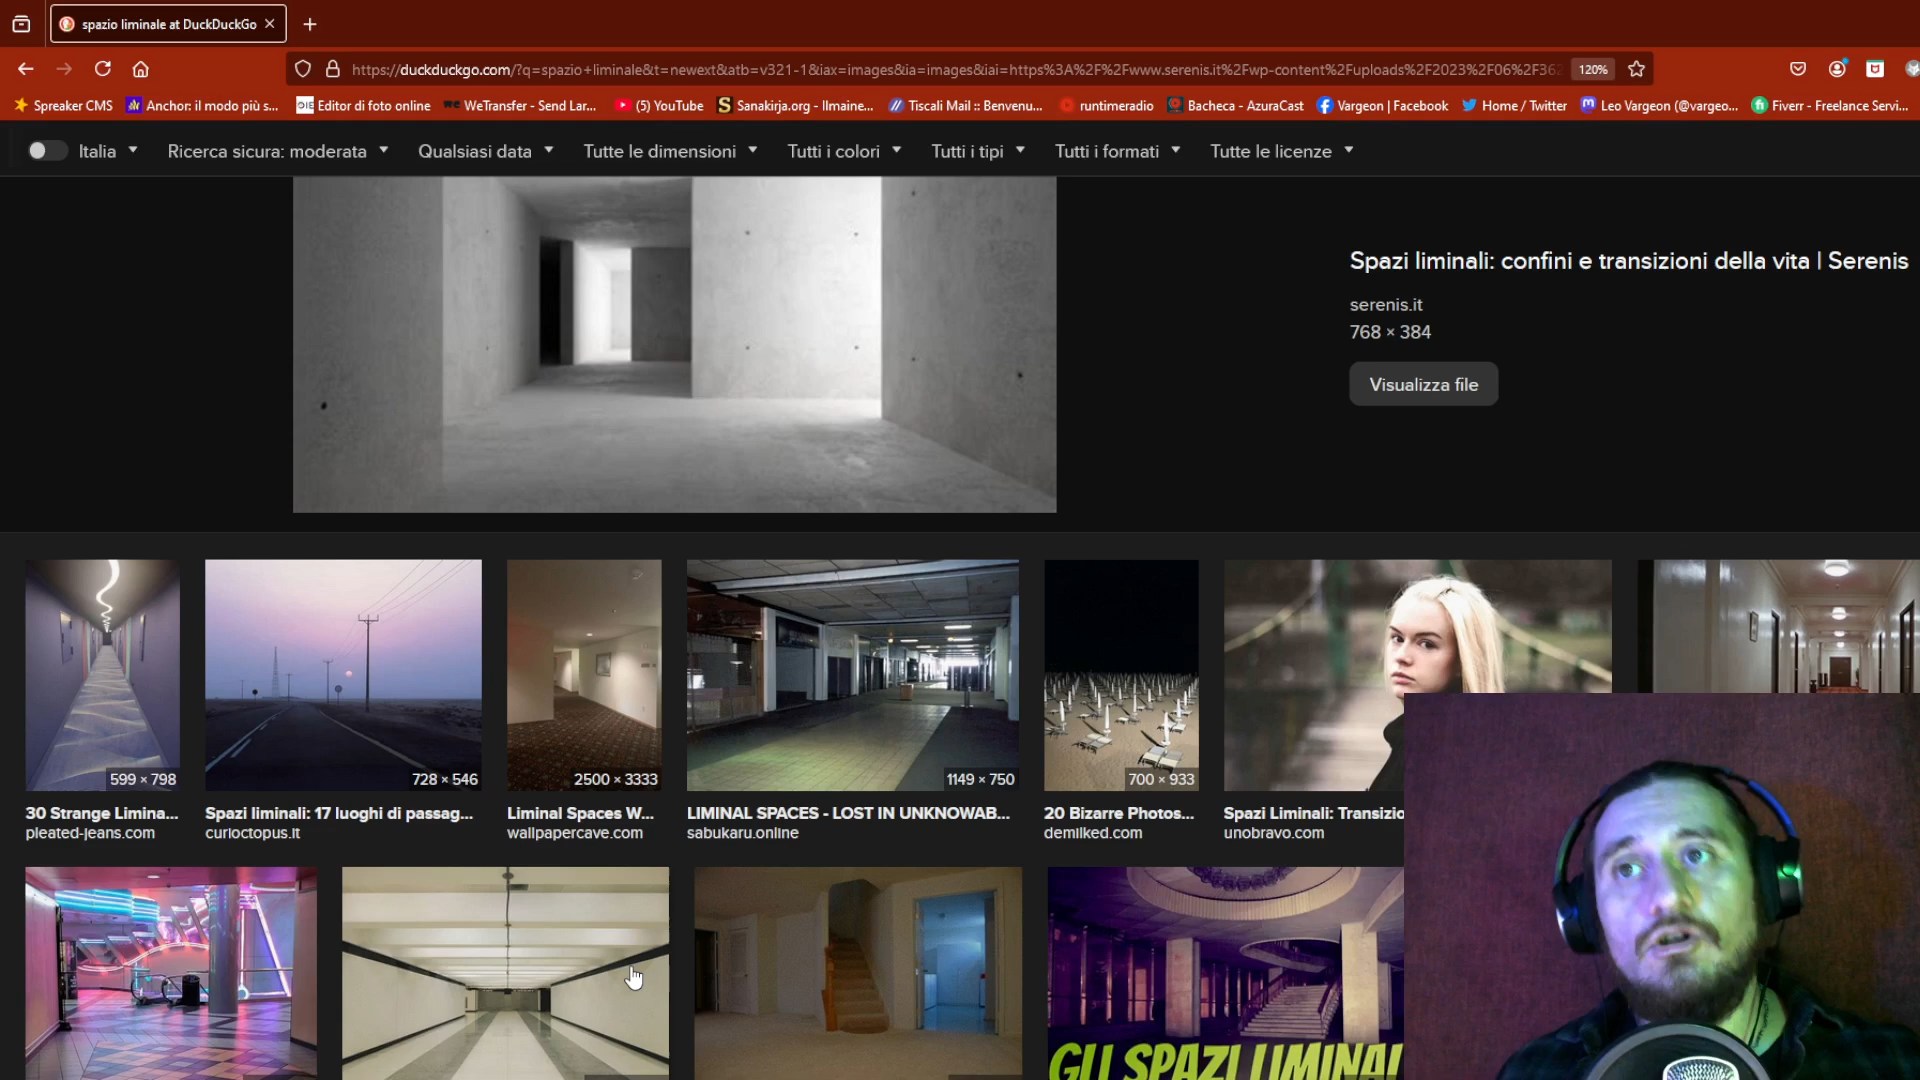 spazio liminale at DuckDuckGo
https://duckduckgo.com/?q=spazio+liminale&t=newext&atb=v321-1&iax=images&ia=images&iai=https%3A%2F%2Fwww.serenis.it%2Fwp-content%2Fuploads%2F2023%2F06%2F362
120%
Spreaker CMS
Anchor: il modo più s...
Editor di foto online
WeTransfer - Send Lar...
(5) YouTube
Sanakirja.org - Ilmaine...
Tiscali Mail :: Benvenu...
runtimeradio
Bacheca - AzuraCast
Vargeon | Facebook
Home / Twitter
Leo Vargeon (@vargeo...
Fiverr - Freelance Servi...
Italia
Ricerca sicura: moderata
Qualsiasi data
Tutte le dimensioni
Tutti i colori
Tutti i tipi
Tutti i formati
Tutte le licenze
Spazi liminali: confini e transizioni della vita | Serenis
serenis.it
768 × 384
Visualizza file
599 × 798
728 × 546
2500 × 3333
1149 × 750
700 × 933
30 Strange Limina...
Spazi liminali: 17 luoghi di passag...
Liminal Spaces W...
LIMINAL SPACES - LOST IN UNKNOWAB...
20 Bizarre Photos...
Spazi Liminali: Transizio
pleated-jeans.com
curioctopus.it
wallpapercave.com
sabukaru.online
demilked.com
unobravo.com
GLI SPAZI LIMINAL